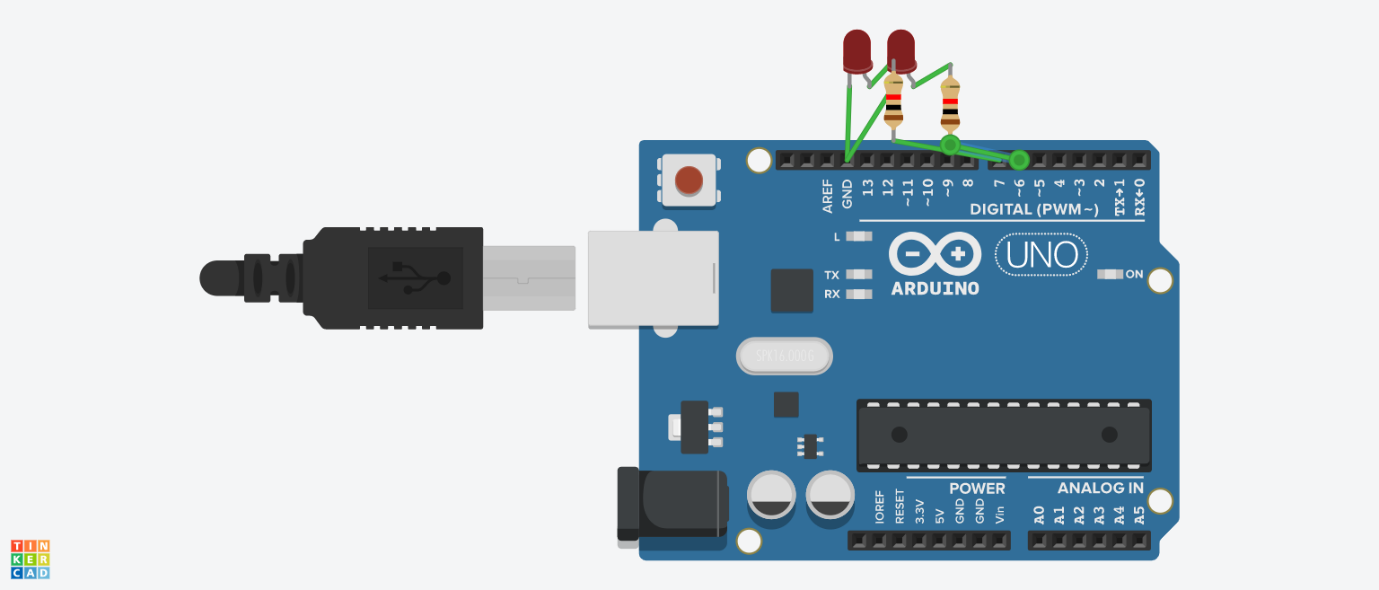 AREF
GND
13
12
~11
~10
~9
8
7
~6
~5
4
~3
2
TX→1
RX←0
DIGITAL (PWM~)
L
TX
RX
UNO
ARDUINO
ON
IOREF
RESET
3.3V
5V
GND
GND
Vin
POWER
ANALOG IN
A0
A1
A2
A3
A4
A5
TIN
KER
CAD